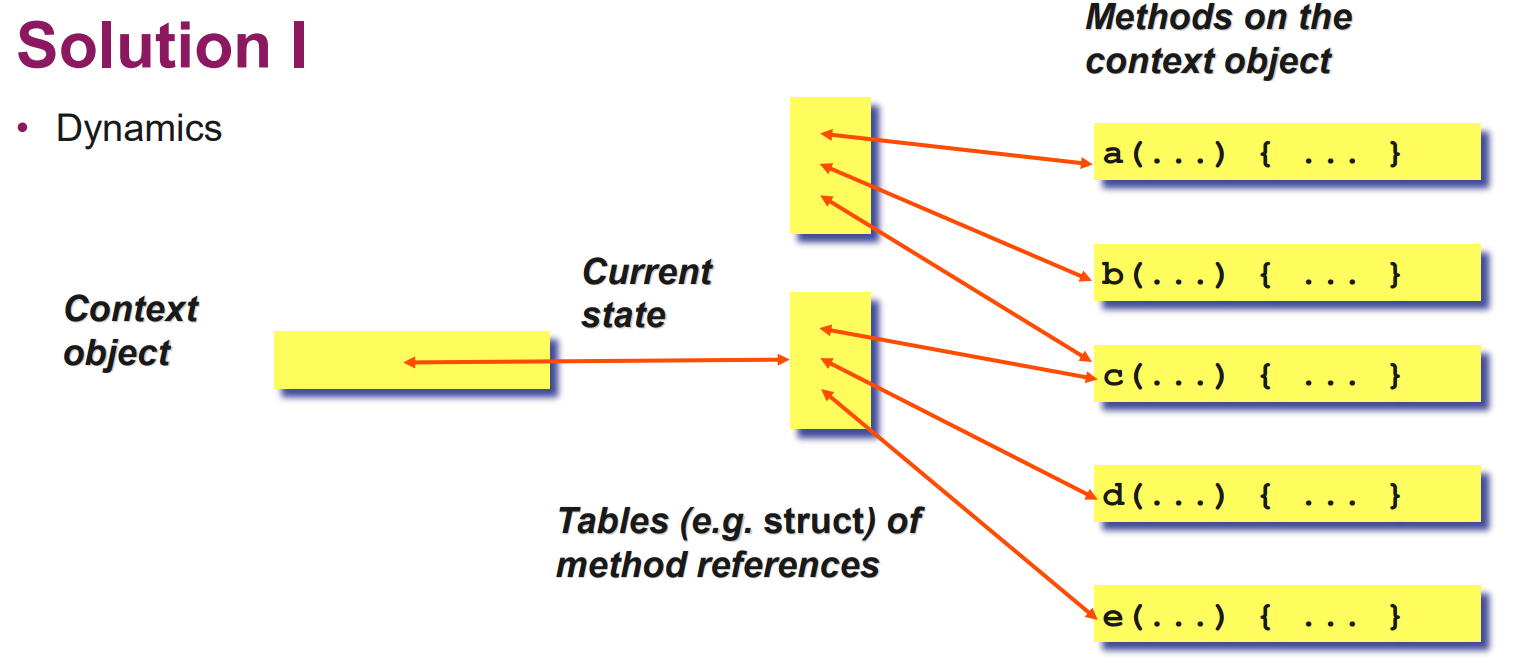 Solution I
• Dynamics
Methods on the
context object
a(...) { ... }
b(...) { ... }
Current
state
Context
object
c(...) { ... }
d(...) { ... }
Tables (e.g. struct) of
method references
e(...) { ... }